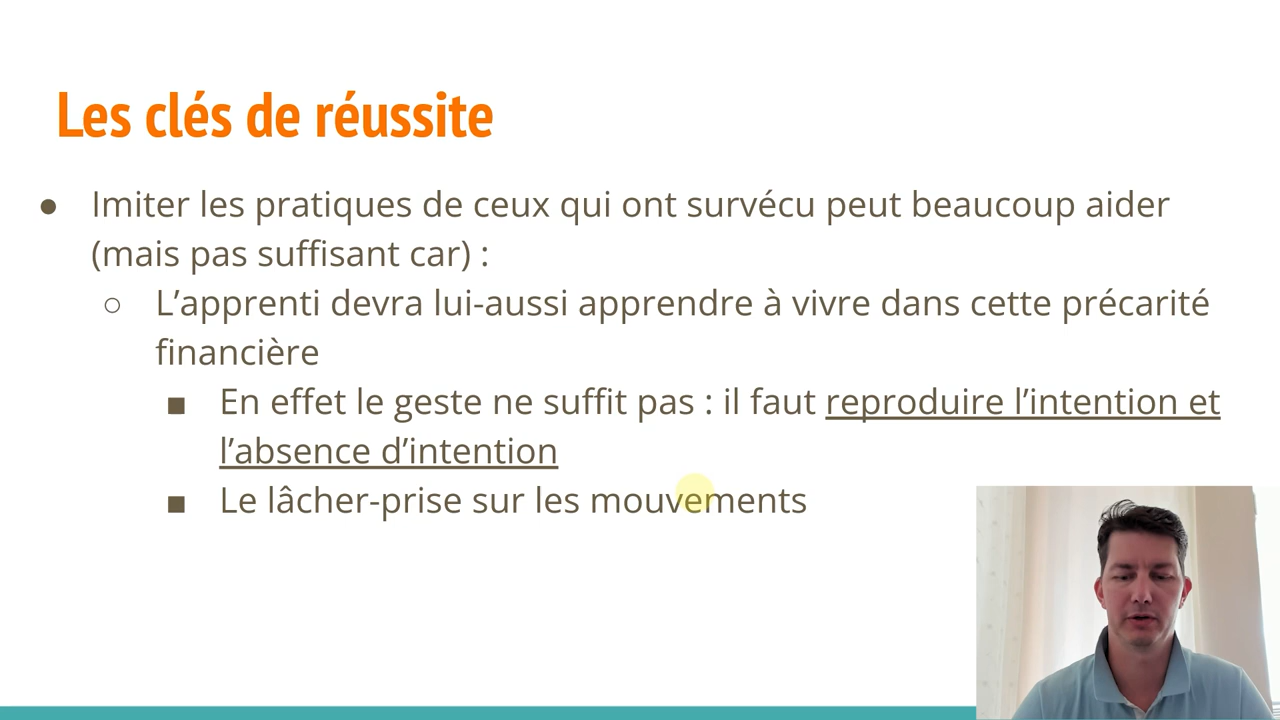 Les clés de réussite
● Imiter les pratiques de ceux qui ont survécu peut beaucoup aider
(mais pas suffisant car) :
○ L’apprenti devra lui-aussi apprendre à vivre dans cette précarité
financière
■ En effet le geste ne suffit pas : il faut reproduire l’intention et
l’absence d’intention
■ Le lâcher-prise sur les mouvements